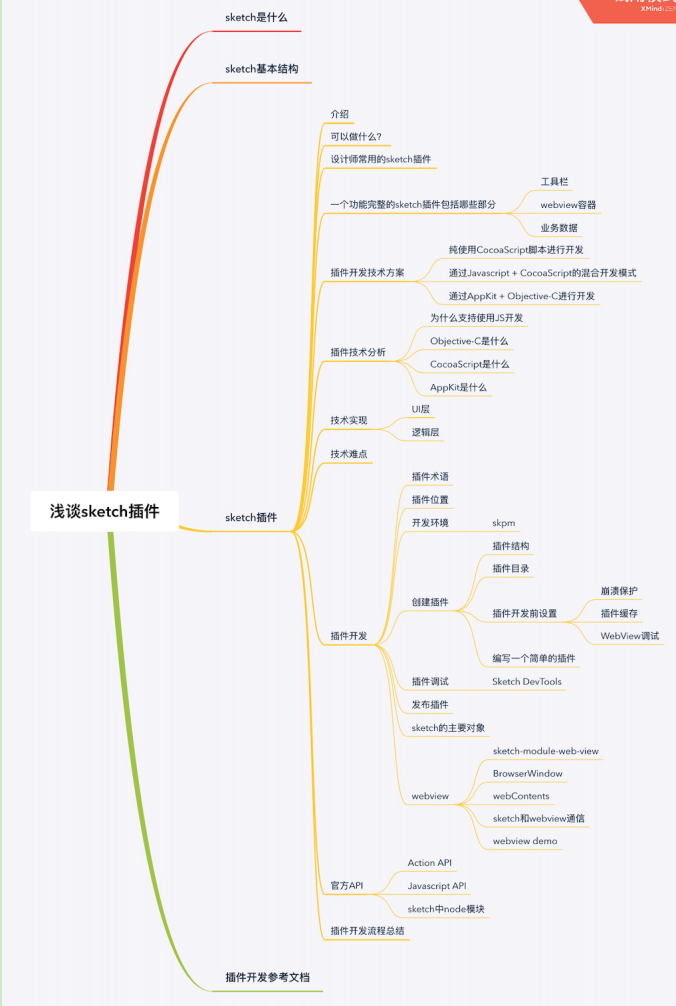 XMind:ZEN
sketch是什么
sketch基本结构
介绍
可以做什么？
设计师常用的sketch插件
一个功能完整的sketch插件包括哪些部分
工具栏
webview容器
业务数据
插件开发技术方案
纯使用CocoaScript脚本进行开发
通过Javascript + CocoaScript的混合开发模式
通过AppKit + Objective-C进行开发
插件技术分析
为什么支持使用JS开发
Objective-C是什么
CocoaScript是什么
AppKit是什么
技术实现
UI层
逻辑层
技术难点
浅谈sketch插件
sketch插件
插件开发
插件术语
插件位置
开发环境
skpm
创建插件
插件结构
插件目录
插件开发前设置
崩溃保护
插件缓存
WebView调试
编写一个简单的插件
插件调试
Sketch DevTools
发布插件
sketch的主要对象
webview
sketch-module-web-view
BrowserWindow
webContents
sketch和webview通信
webview demo
官方API
Action API
Javascript API
sketch中node模块
插件开发流程总结
插件开发参考文档